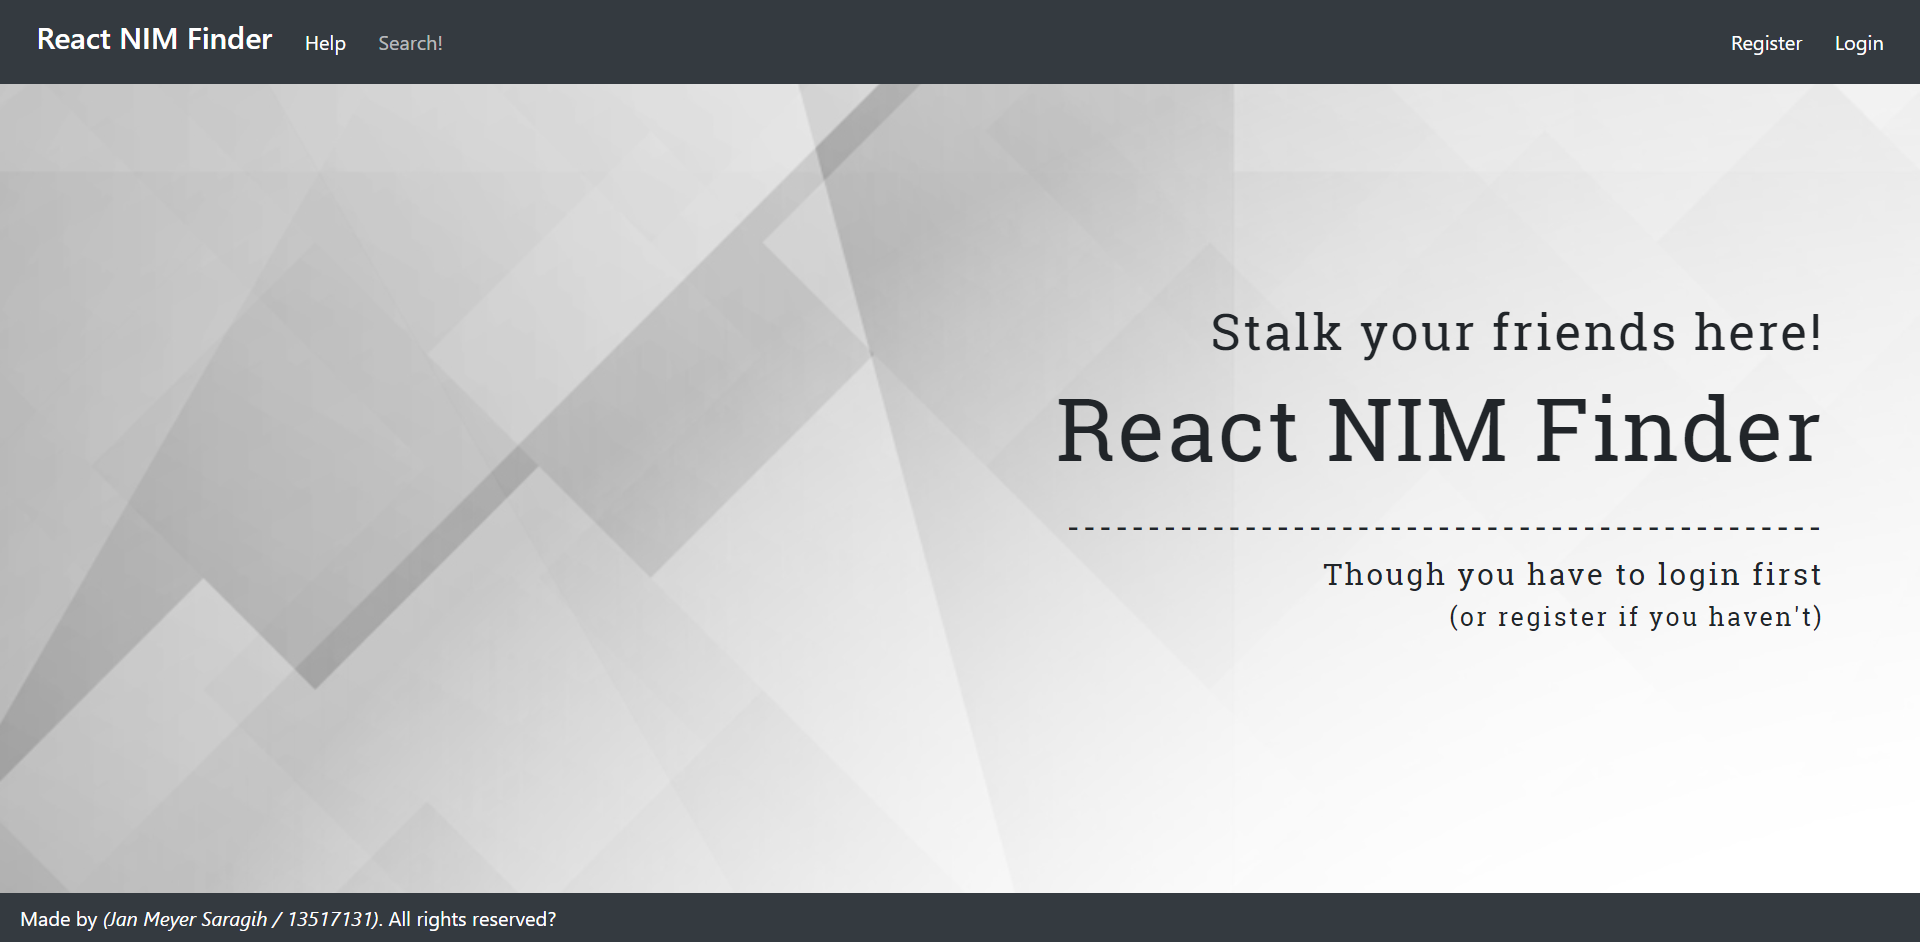 React NIM Finder Help Search! Register Login
Stalk your friends here!
React NIM Finder
-----------------------------------------------
Though you have to login first
(or register if you haven't)
Made by (Jan Meyer Saragih / 13517131). All rights reserved?